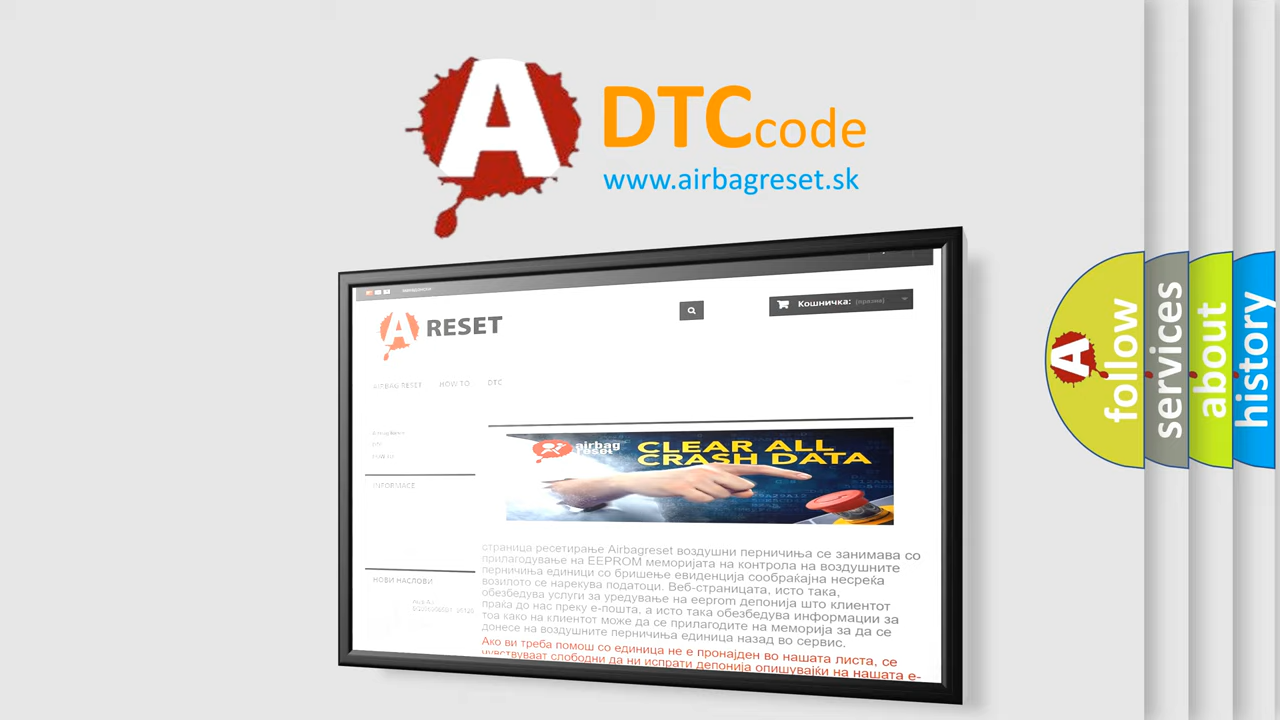 A
DTC code
www.airbagreset.sk
Кошничка: (празни)
A RESET
AIRBAG RESET HOW TO DTC
airbag
reset
CLEAR ALL
CRASH DATA
INFORMACE
страница ресетирање Airbagreset воздушни перничиња се занимава со
прилагодување на EEPROM меморијата на контрола на воздушните
перничиња единици со бришење евиденција сообраќајна несреќа
возилото се нарекува податоци. Веб-страницата, исто така,
обезбедува услуги за уредување на eeprom депонија што клиентот
праќа до нас преку е-пошта, а исто така обезбедува информации за
тоа како на клиентот може да се прилагодите на меморија за да се
донесе на воздушните перничиња единица назад во сервис.
Ако ви треба помош со единица не е пронајден во нашата листа, се
чувствуваат слободни да ни испрати депонија опишувајќи на нашата е-
НОВИ НАСЛОВИ
A
follow
services
about
history